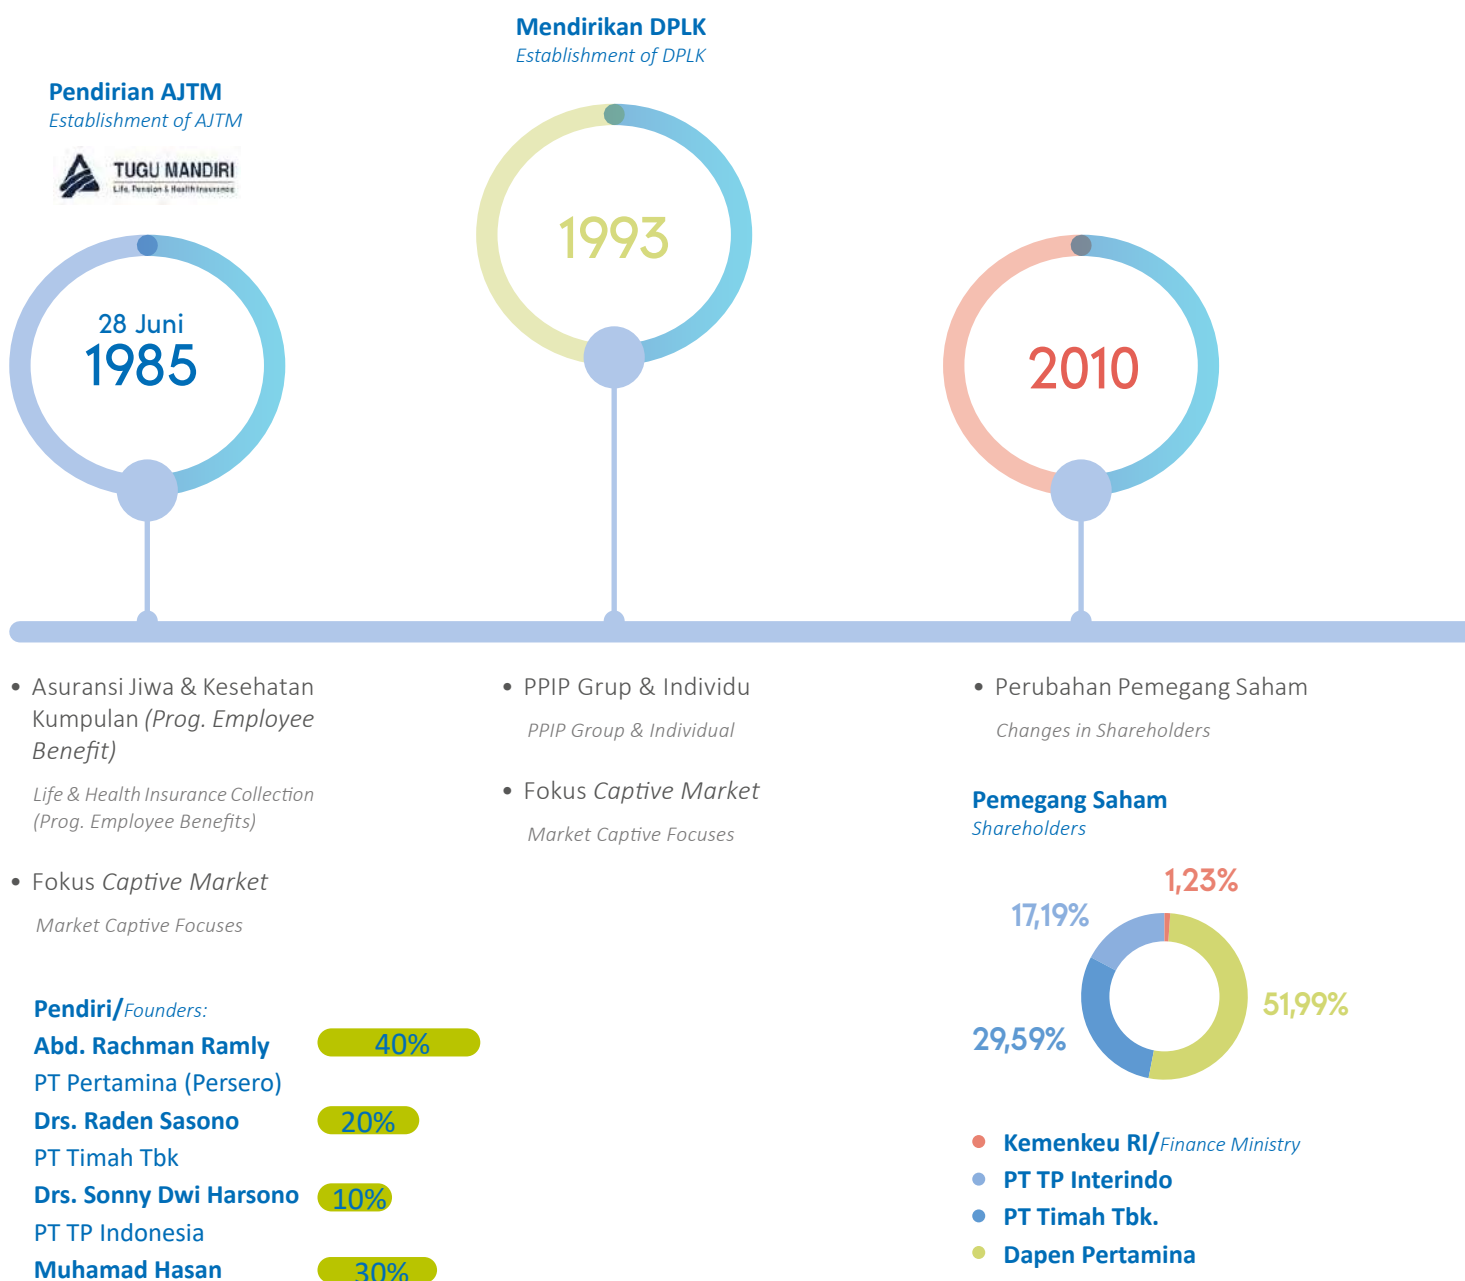 Mendirikan DPLK
Establishment of DPLK
Pendirian AJTM
Establishment of AJTM
TUGU MANDIRI
Life, Pension & Health Insurance
28 Juni
1985
1993
2010
• Asuransi Jiwa & Kesehatan
Kumpulan (Prog. Employee
Benefit)
Life & Health Insurance Collection
(Prog. Employee Benefits)
• Fokus Captive Market
Market Captive Focuses
Pendiri/Founders:
Abd. Rachman Ramly 40%
PT Pertamina (Persero)
Drs. Raden Sasono 20%
PT Timah Tbk
Drs. Sonny Dwi Harsono 10%
PT TP Indonesia
Muhamad Hasan 30%
• PPIP Grup & Individu
PPIP Group & Individual
• Fokus Captive Market
Market Captive Focuses
• Perubahan Pemegang Saham
Changes in Shareholders
Pemegang Saham
Shareholders
1,23%
17,19%
51,99%
29,59%
• Kemenkeu RI/Finance Ministry
• PT TP Interindo
• PT Timah Tbk.
• Dapen Pertamina